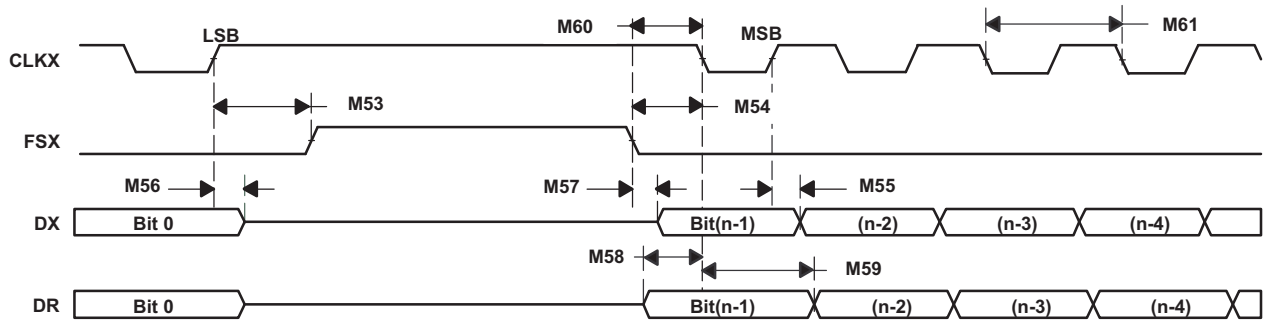 LSB
M60
MSB
M61
CLKX
M53
M54
FSX
M56
M57
M55
DX
Bit 0
Bit(n-1)
(n-2)
(n-3)
(n-4)
M58
M59
DR
Bit 0
Bit(n-1)
(n-2)
(n-3)
(n-4)